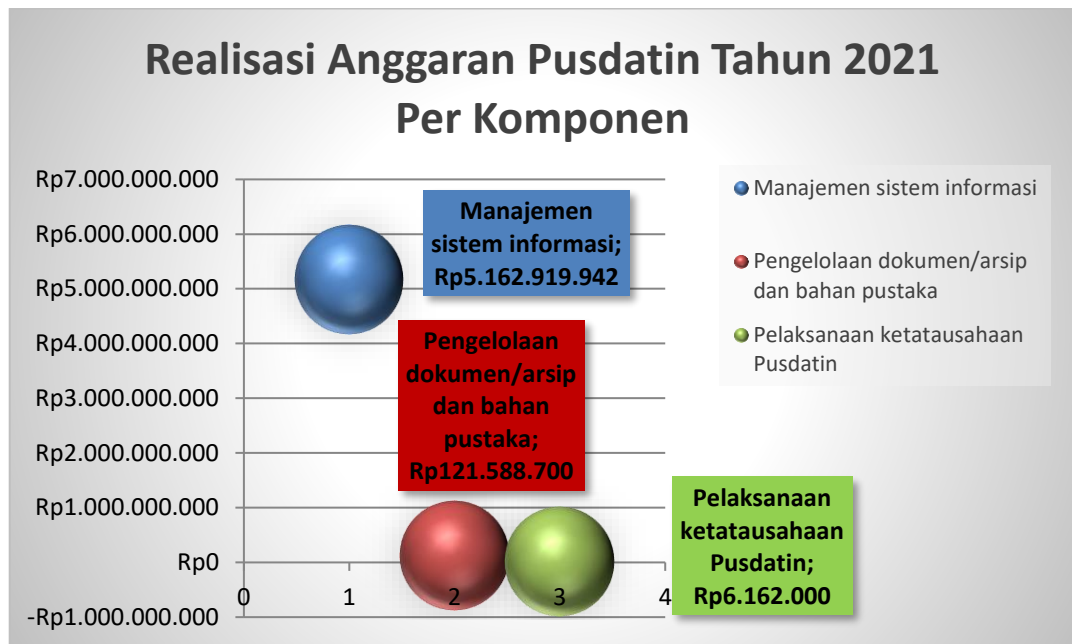 Realisasi Anggaran Pusdatin Tahun 2021
Per Komponen
Rp7.000.000.000
Rp6.000.000.000
Rp5.000.000.000
Rp4.000.000.000
Rp3.000.000.000
Rp2.000.000.000
Rp1.000.000.000
Rp0
-Rp1.000.000.000
0
1
2
3
4
Manajemen
sistem informasi;
Rp5.162.919.942
Pengelolaan
dokumen/arsip
dan bahan
pustaka;
Rp121.588.700
Pelaksanaan
ketatausahaan
Pusdatin;
Rp6.162.000
Manajemen sistem informasi
Pengelolaan dokumen/arsip
dan bahan pustaka
Pelaksanaan ketatausahaan
Pusdatin